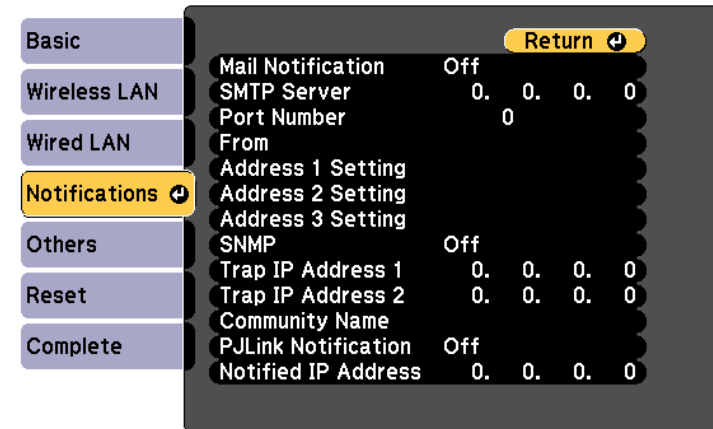 Basic
Wireless LAN
Wired LAN
Notifications
Others
Reset
Complete
Return
Mail Notification Off
SMTP Server 0. 0. 0. 0
Port Number 0
From
Address 1 Setting
Address 2 Setting
Address 3 Setting
SNMP Off
Trap IP Address 1 0. 0. 0. 0
Trap IP Address 2 0. 0. 0. 0
Community Name
PJLink Notification Off
Notified IP Address 0. 0. 0. 0